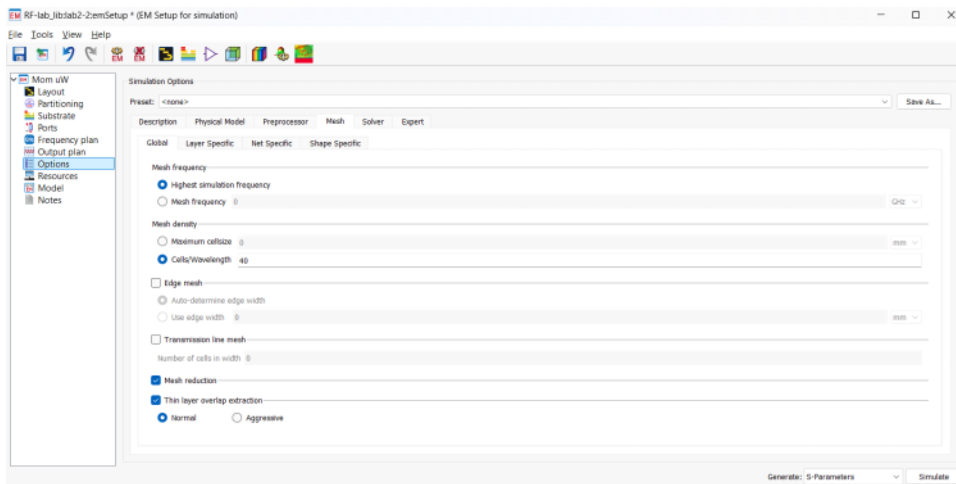 EM RF-lab_lib:lab2-2:emSetup * (EM Setup for simulation)
File Tools View Help
EM EM
Mom uW
Layout
Partitioning
Substrate
Ports
Frequency plan
Output plan
Options
Resources
Model
Notes
Simulation Options
Preset: <none> Save As...
Description Physical Model Preprocessor Mesh Solver Expert
Global Layer Specific Net Specific Shape Specific
Mesh frequency
Highest simulation frequency
Mesh frequency 0 GHz
Mesh density
Maximum cellsize 0 mm
Cells/Wavelength 40
Edge mesh
Auto-determine edge width
Use edge width 0 mm
Transmission line mesh
Number of cells in width 0
Mesh reduction
Thin layer overlap extraction
Normal Aggressive
Generate: S-Parameters Simulate